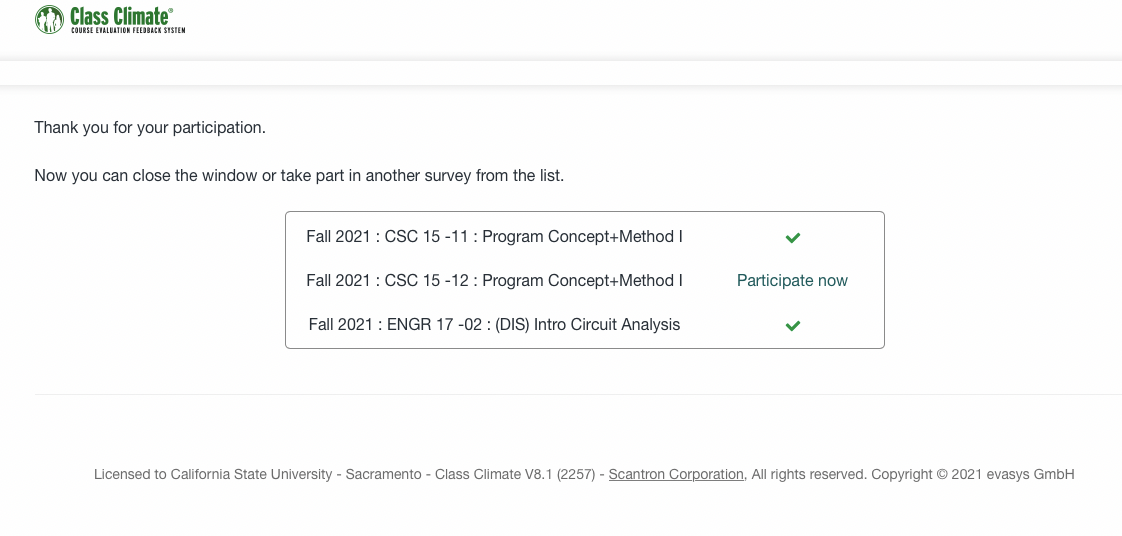 Class Climate®
COURSE EVALUATION FEEDBACK SYSTEM
Thank you for your participation.
Now you can close the window or take part in another survey from the list.
Fall 2021 : CSC 15 -11 : Program Concept+Method I
Fall 2021 : CSC 15 -12 : Program Concept+Method I Participate now
Fall 2021 : ENGR 17 -02 : (DIS) Intro Circuit Analysis
Licensed to California State University - Sacramento - Class Climate V8.1 (2257) - Scantron Corporation, All rights reserved. Copyright © 2021 evasys GmbH